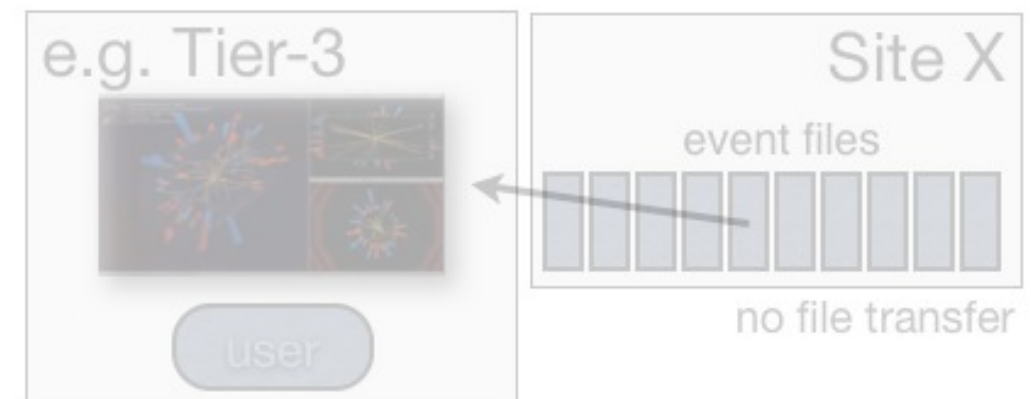 e.g. Tier-3
user
Site X
event files
no file transfer